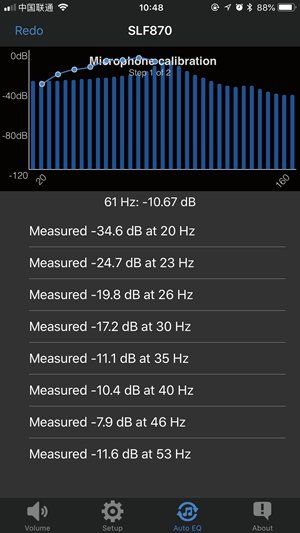 中国联通 10:48 88%
Redo SLF870
0dB
Microphone calibration
Step 1 of 2
-40dB
-80dB
-120
20 160
61 Hz: -10.67 dB
Measured -34.6 dB at 20 Hz
Measured -24.7 dB at 23 Hz
Measured -19.8 dB at 26 Hz
Measured -17.2 dB at 30 Hz
Measured -11.1 dB at 35 Hz
Measured -10.4 dB at 40 Hz
Measured -7.9 dB at 46 Hz
Measured -11.6 dB at 53 Hz
Volume Setup Auto EQ About